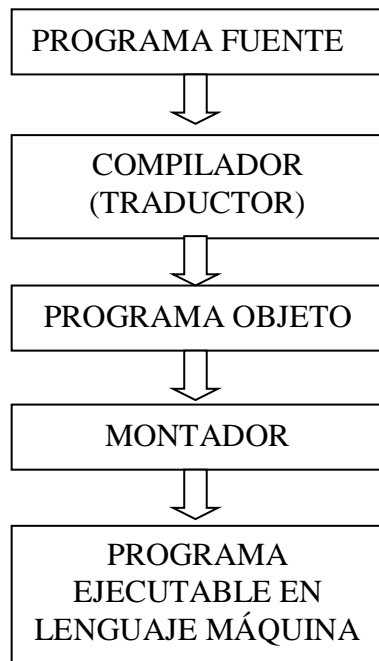 PROGRAMA FUENTE
COMPILADOR
(TRADUCTOR)
PROGRAMA OBJETO
MONTADOR
PROGRAMA
EJECUTABLE EN
LENGUAJE MÁQUINA